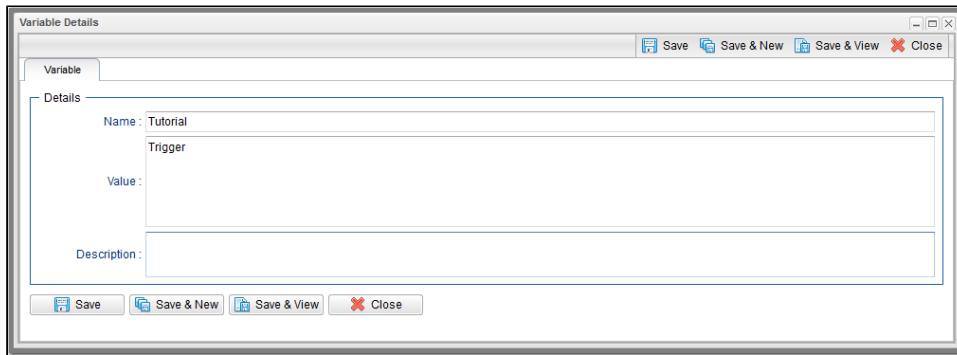 Variable Details
Save Save & New Save & View Close
Variable
Details
Name : Tutorial
Trigger
Value :
Description :
Save Save & New Save & View Close